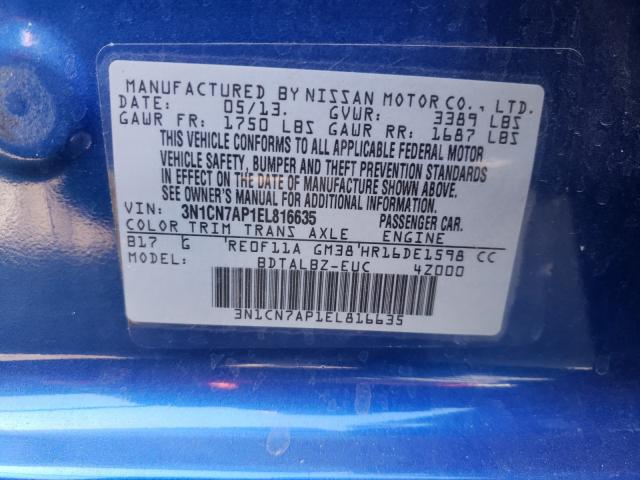 MANUFACTURED BY NISSAN MOTOR CO., LTD.
DATE: 05/13. GVWR: 3389 LBS
GAWR FR: 1750 LBS GAWR RR: 1687 LBS
THIS VEHICLE CONFORMS TO ALL APPLICABLE FEDERAL MOTOR
VEHICLE SAFETY, BUMPER AND THEFT PREVENTION STANDARDS
IN EFFECT ON THE DATE OF MANUFACTURE SHOWN ABOVE.
SEE OWNER'S MANUAL FOR ADDITIONAL INFORMATION.
VIN: 3N1CN7AP1EL816635 PASSENGER CAR.
COLOR TRIM TRANS AXLE ENGINE
B17 G RE0F11A GM38 HR16DE1598 CC
MODEL: BDTALBZ-EUC 4Z000
3N1CN7AP1EL816635